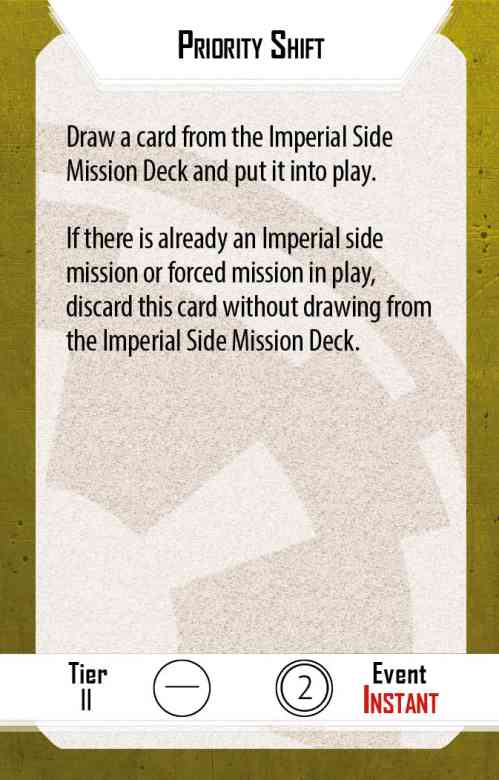 Priority Shift
Draw a card from the Imperial Side
Mission Deck and put it into play.
If there is already an Imperial side
mission or forced mission in play,
discard this card without drawing from
the Imperial Side Mission Deck.
Tier
II
—
2
Event
Instant